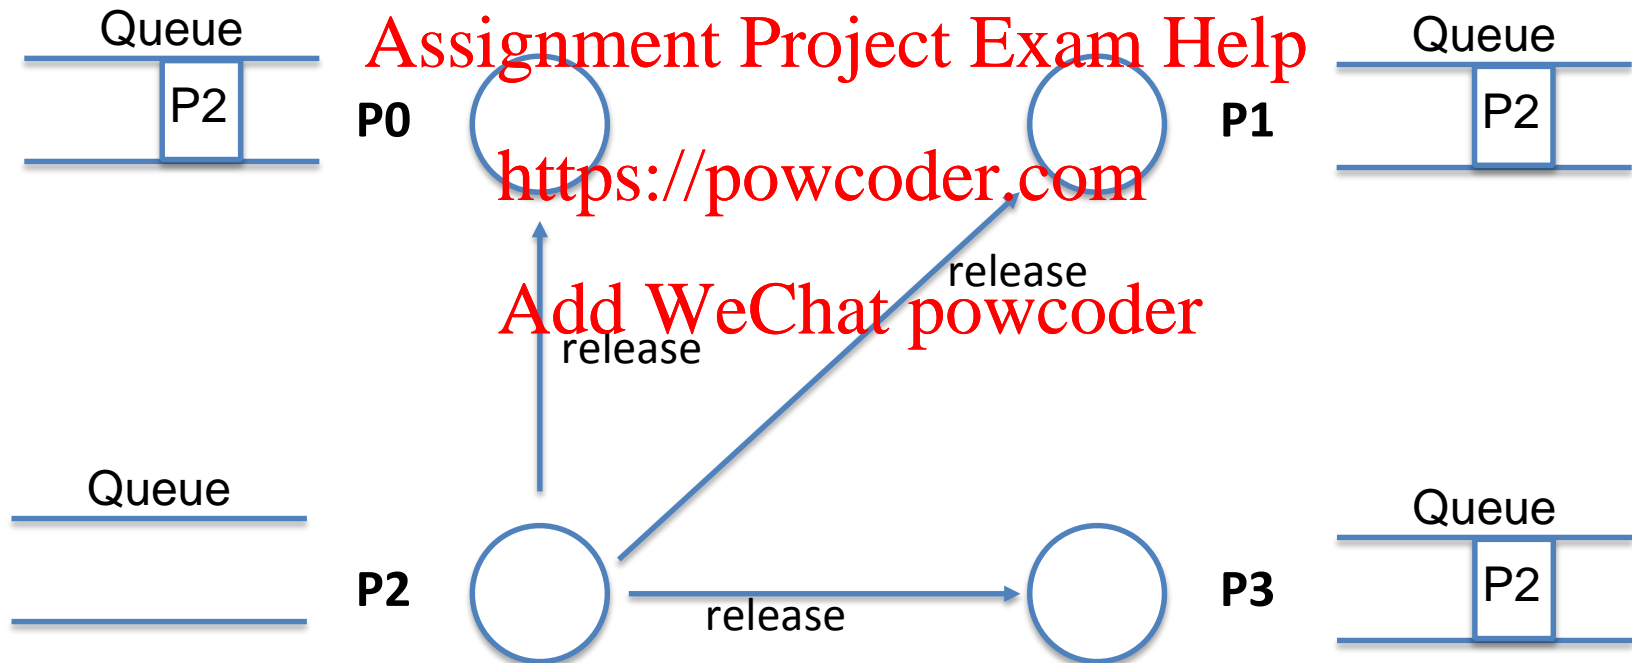 Queue
Assignment Project Exam Help
Queue
P2
P0
P1
P2
https://powcoder.com
release
Add WeChat powcoder
release
Queue
Queue
P2
P3
P2
release